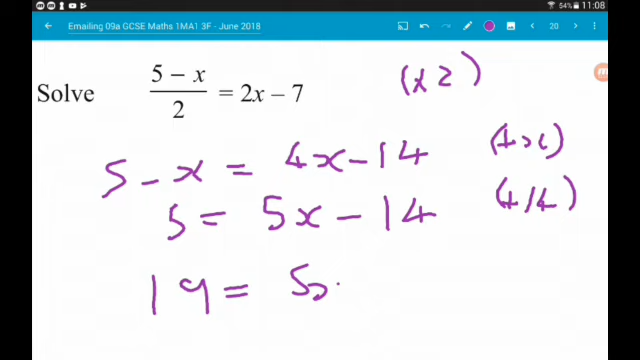 54% 11:08
Emailing 09a GCSE Maths 1MA1 3F - June 2018
20
Solve (5 − x)/2 = 2x − 7
(×2)
5 - x = 4x - 14 (+x)
5 = 5x - 14 (+14)
19 = 5